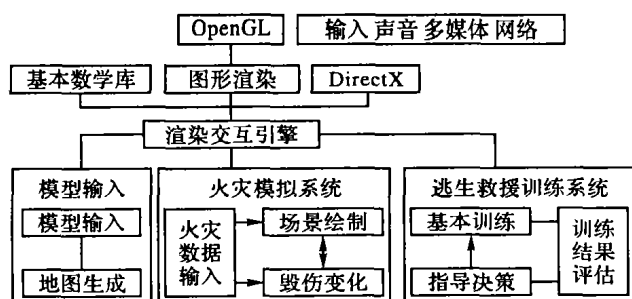 OpenGL
输入 声音 多媒体 网络
基本数学库
图形渲染
DirectX
渲染交互引擎
模型输入
模型输入
地图生成
火灾模拟系统
火灾
数据
输入
场景绘制
毁伤变化
逃生救援训练系统
基本训练
指导决策
训练
结果
评估